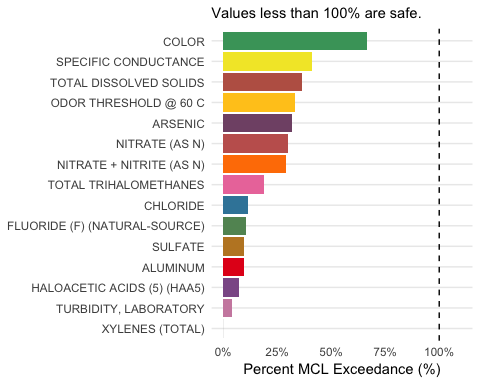 Values less than 100% are safe.
COLOR
SPECIFIC CONDUCTANCE
TOTAL DISSOLVED SOLIDS
ODOR THRESHOLD @ 60 C
ARSENIC
NITRATE (AS N)
NITRATE + NITRITE (AS N)
TOTAL TRIHALOMETHANES
CHLORIDE
FLUORIDE (F) (NATURAL-SOURCE)
SULFATE
ALUMINUM
HALOACETIC ACIDS (5) (HAA5)
TURBIDITY, LABORATORY
XYLENES (TOTAL)
0% 25% 50% 75% 100%
Percent MCL Exceedance (%)